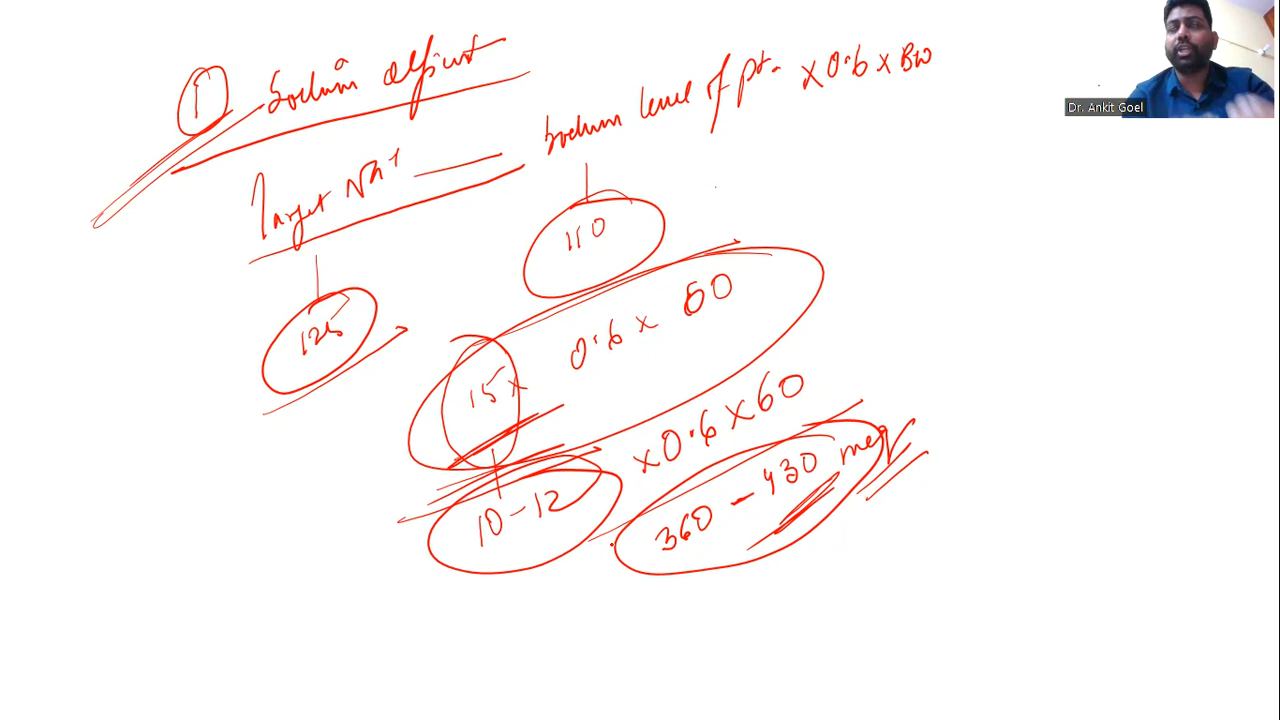 ① Sodium deficit
Target Na+ — Sodium level of pt. x 0.6 x BW
125
110
15 x 0.6 x 60
10-12 x 0.6 x 60
360 - 430 meq
Dr. Ankit Goel